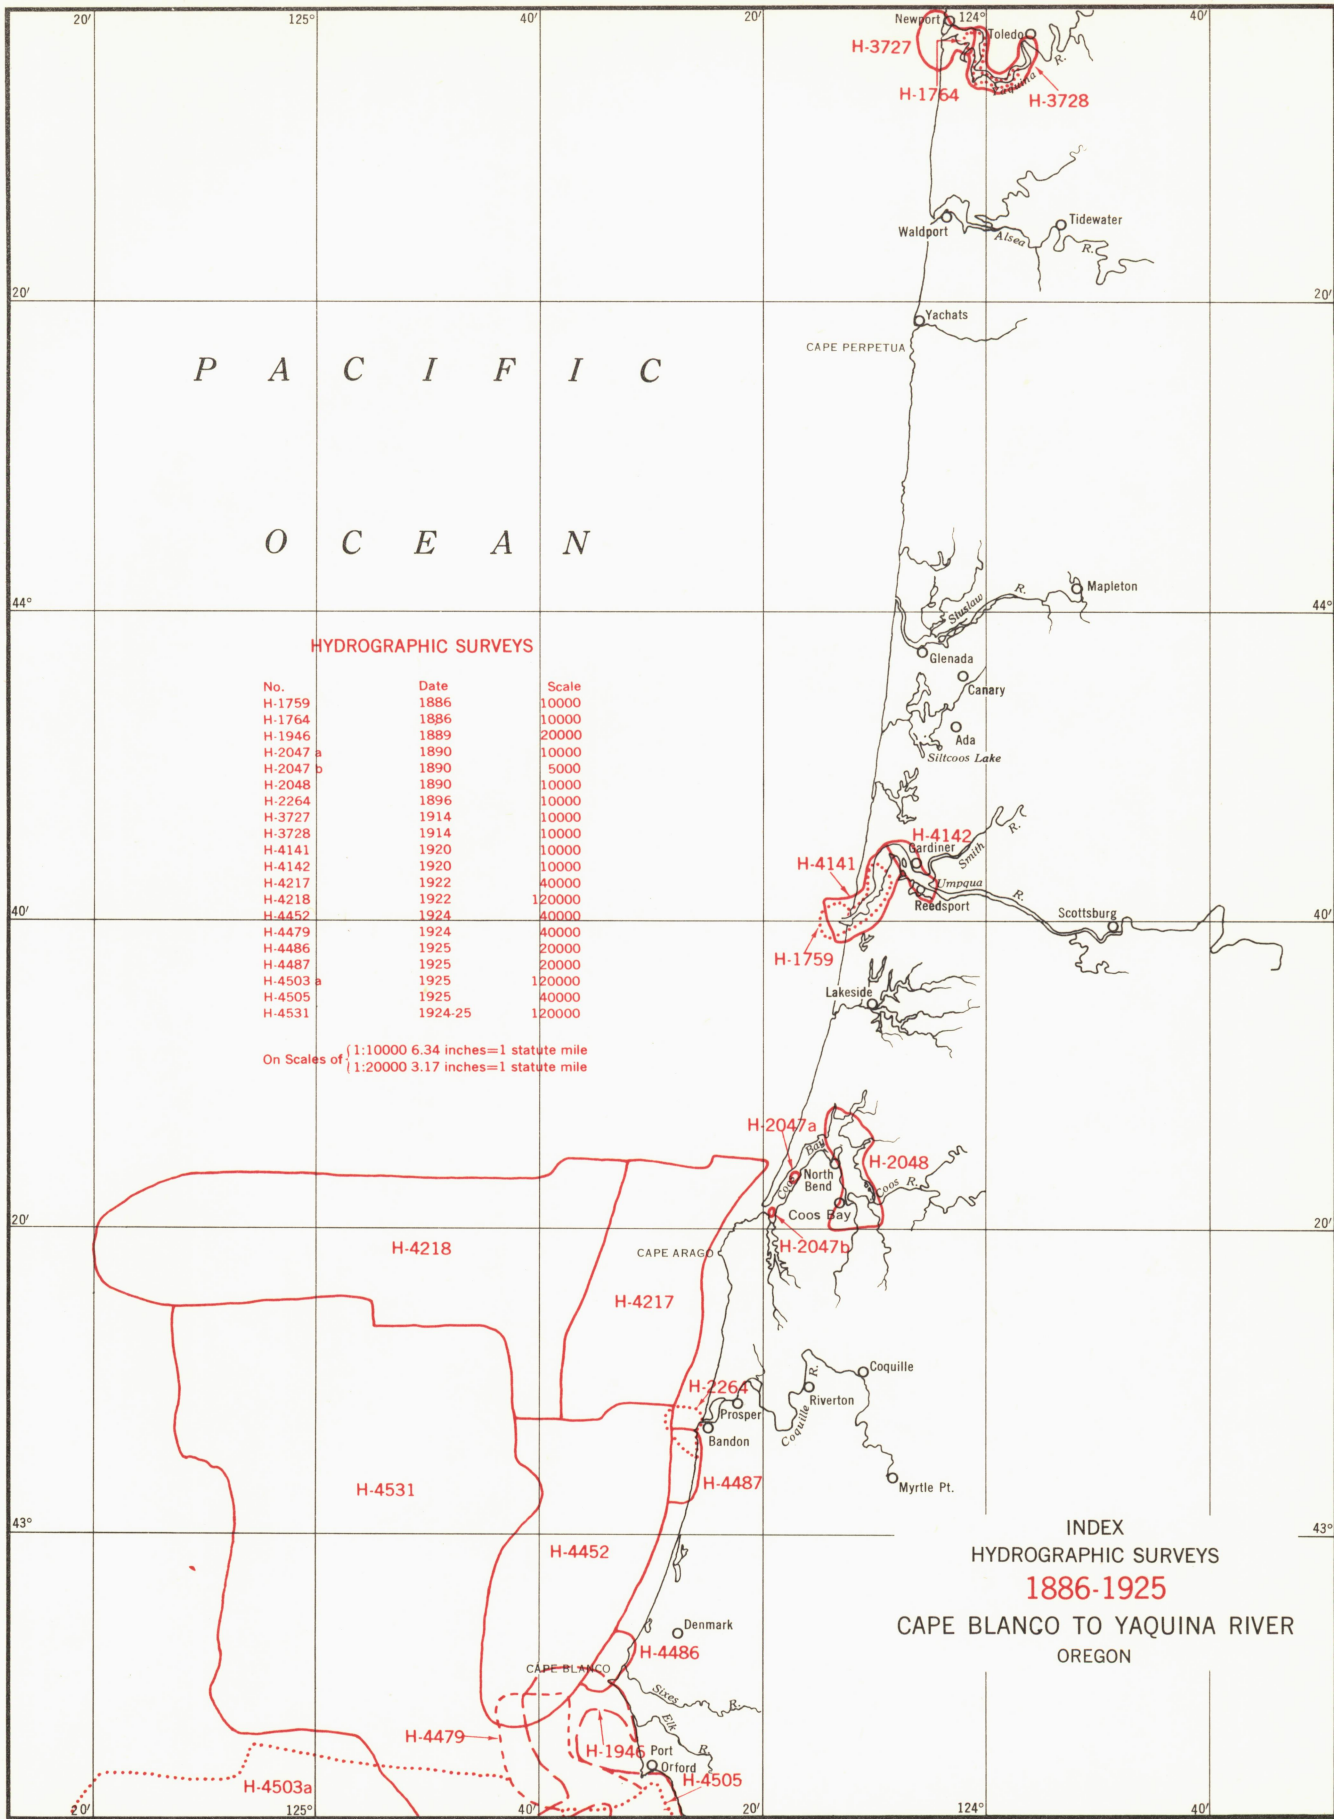 20′ 125° 40′ 20′ 124° 40′
Newport
Toledo
H-3727
H-1764
Yaquina R.
H-3728
Waldport
Alsea R.
Tidewater
20′ 20′
Yachats
CAPE PERPETUA
PACIFIC
OCEAN
Mapleton
Siuslaw R.
44° 44°
Glenada
Canary
Ada
Siltcoos Lake
HYDROGRAPHIC SURVEYS
No. Date Scale
H-1759 1886 10000
H-1764 1886 10000
H-1946 1889 20000
H-2047 a 1890 10000
H-2047 b 1890 5000
H-2048 1890 10000
H-2264 1896 10000
H-3727 1914 10000
H-3728 1914 10000
H-4141 1920 10000
H-4142 1920 10000
H-4217 1922 40000
H-4218 1922 120000
H-4452 1924 40000
H-4479 1924 40000
H-4486 1925 20000
H-4487 1925 20000
H-4503 a 1925 120000
H-4505 1925 40000
H-4531 1924-25 120000
On Scales of
1:10000 6.34 inches=1 statute mile
1:20000 3.17 inches=1 statute mile
H-4142
Gardiner
Smith R.
H-4141
Umpqua R.
Reedsport
Scottsburg
40′ 40′
H-1759
Lakeside
H-2047a
Coos Bay
North
Bend
H-2048
Coos R.
Coos Bay
H-2047b
20′
CAPE ARAGO
H-4218
H-4217
H-2264
Prosper
Bandon
Coquille R.
Riverton
Coquille
Myrtle Pt.
H-4487
H-4531
43° 43°
H-4452
Denmark
H-4486
CAPE BLANCO
Sixes R.
Elk R.
H-4479
H-1946
Port
Orford
H-4505
H-4503a
INDEX
HYDROGRAPHIC SURVEYS
1886-1925
CAPE BLANCO TO YAQUINA RIVER
OREGON
20′ 125° 40′ 20′ 124° 40′